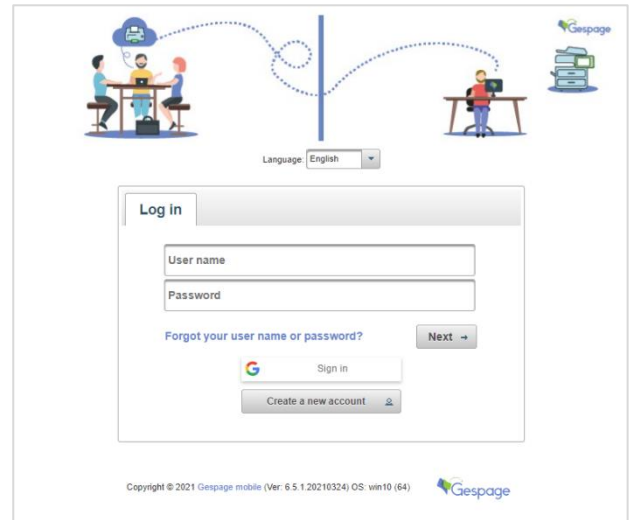 Gespage
Language: English
Log in
User name
Password
Forgot your user name or password?
Next
Sign in
Create a new account
Copyright © 2021 Gespage mobile (Ver: 6.5.1.20210324) OS: win10 (64)
Gespage